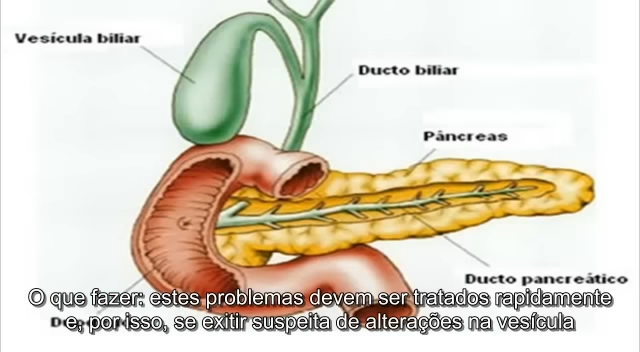 Vesícula biliar
Ducto biliar
Pâncreas
Ducto pancreático
O que fazer: estes problemas devem ser tratados rapidamente
e, por isso, se exitir suspeita de alterações na vesícula